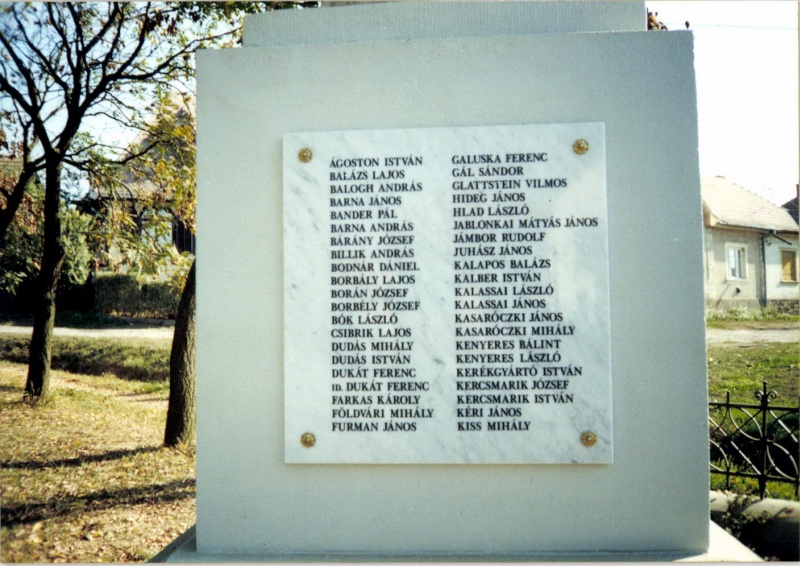 ÁGOSTON ISTVÁN
BALÁZS LAJOS
BALOGH ANDRÁS
BARNA JÁNOS
BANDER PÁL
BARNA ANDRÁS
BÁRÁNY JÓZSEF
BILLIK ANDRÁS
BODNÁR DÁNIEL
BORBÁLY LAJOS
BORÁN JÓZSEF
BORBÉLY JÓZSEF
BÓK LÁSZLÓ
CSIBRIK LAJOS
DUDÁS MIHÁLY
DUDÁS ISTVÁN
DUKÁT FERENC
ID. DUKÁT FERENC
FARKAS KÁROLY
FÖLDVÁRI MIHÁLY
FURMAN JÁNOS
GALUSKA FERENC
GÁL SÁNDOR
GLATTSTEIN VILMOS
HIDEG JÁNOS
HLAD LÁSZLÓ
JABLONKAI MÁTYÁS JÁNOS
JÁMBOR RUDOLF
JUHÁSZ JÁNOS
KALAPOS BALÁZS
KALBER ISTVÁN
KALASSAI LÁSZLÓ
KALASSAI JÁNOS
KASARÓCZKI JÁNOS
KASARÓCZKI MIHÁLY
KENYERES BÁLINT
KENYERES LÁSZLÓ
KERÉKGYÁRTÓ ISTVÁN
KERCSMARIK JÓZSEF
KERCSMARIK ISTVÁN
KÉRI JÁNOS
KISS MIHÁLY